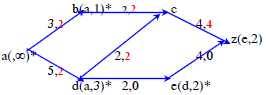 b(a,1)* 2,2 c
3,2 4,4
a(,∞)* 2,2 z(e,2)
5,2 4,0
d(a,3)* 2,0 e(d,2)*